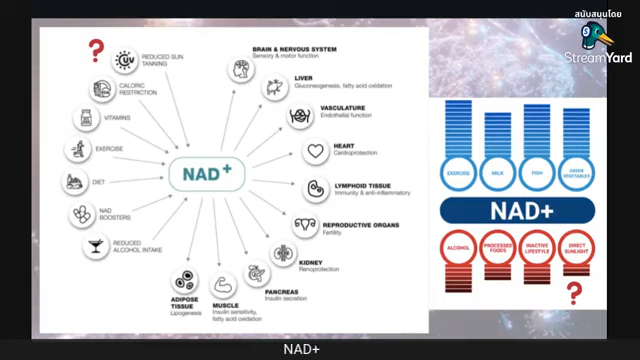 สนับสนุนโดย
StreamYard
?
UV
REDUCED SUN
TANNING
CALORIC
RESTRICTION
VITAMINS
EXERCISE
DIET
NAD
BOOSTERS
REDUCED
ALCOHOL INTAKE
NAD+
BRAIN & NERVOUS SYSTEM
Sensory & motor function
LIVER
Gluconeogenesis, fatty acid oxidation
VASCULATURE
Endothelial function
HEART
Cardioprotection
LYMPHOID TISSUE
Immunity & anti-inflammatory
REPRODUCTIVE ORGANS
Fertility
KIDNEY
Renoprotection
PANCREAS
Insulin secretion
MUSCLE
Insulin sensitivity,
fatty acid oxidation
ADIPOSE
TISSUE
Lipogenesis
EXERCISE
MILK
FISH
GREEN
VEGETABLES
NAD+
ALCOHOL
PROCESSED
FOODS
INACTIVE
LIFESTYLE
DIRECT
SUNLIGHT
?
NAD+